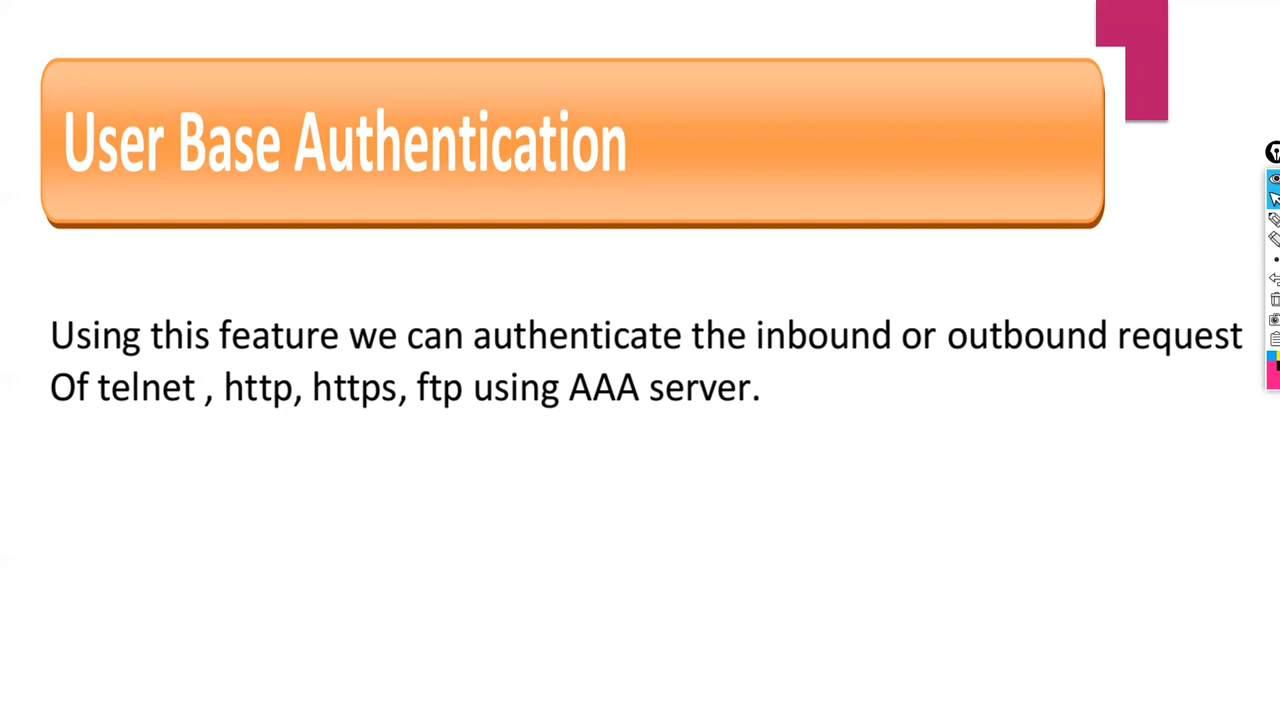 User Base Authentication
Using this feature we can authenticate the inbound or outbound request
Of telnet , http, https, ftp using AAA server.